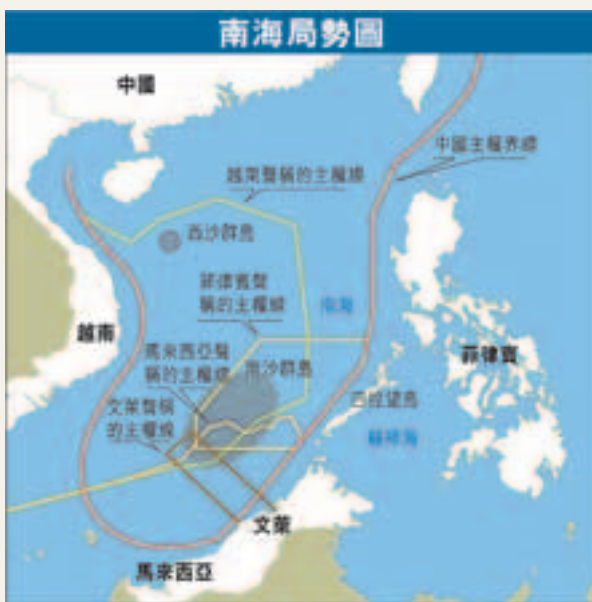 南海局勢圖
中國
中國主權界線
越南聲稱的主權線
西沙群島
菲律賓聲
稱的主權線
南海
越南
馬來西亞聲
稱的主權線
南沙群島
菲律賓
文萊聲稱
的主權線
巴拉望島
蘇祿海
文萊
馬來西亞